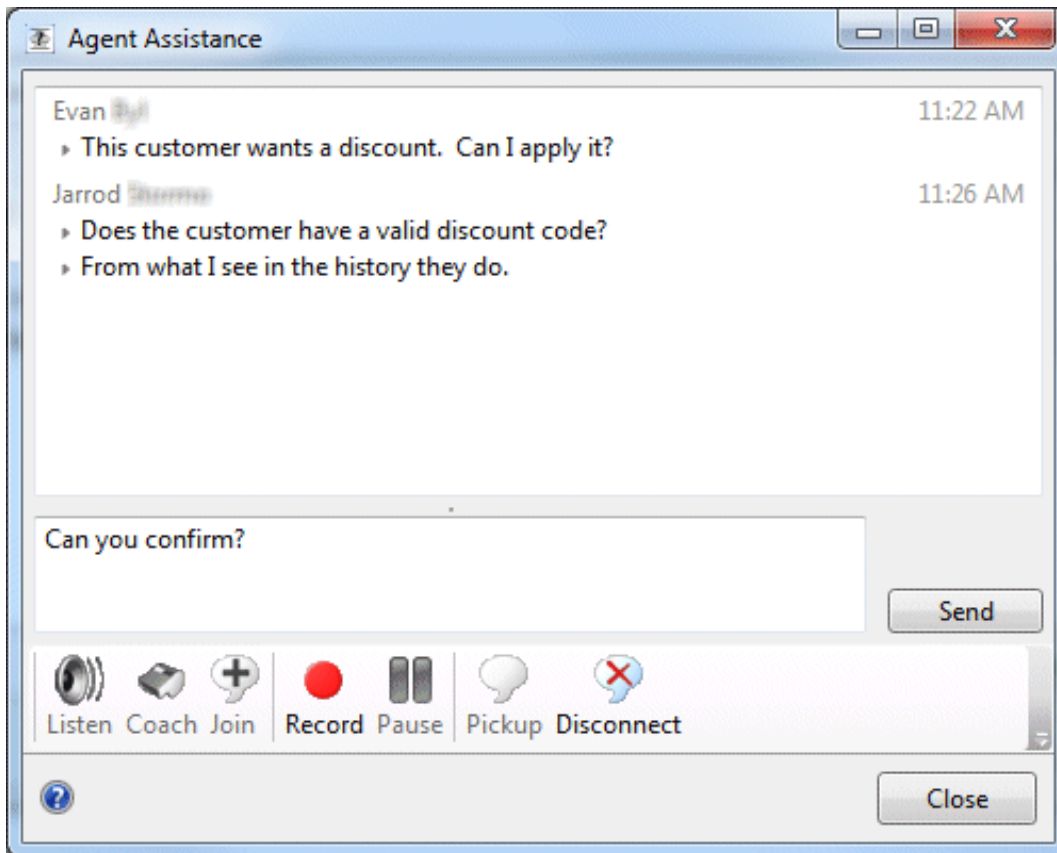 Agent Assistance
Evan 11:22 AM
This customer wants a discount.  Can I apply it?
Jarrod 11:26 AM
Does the customer have a valid discount code?
From what I see in the history they do.
Can you confirm?
Send
Listen Coach Join Record Pause Pickup Disconnect
Close